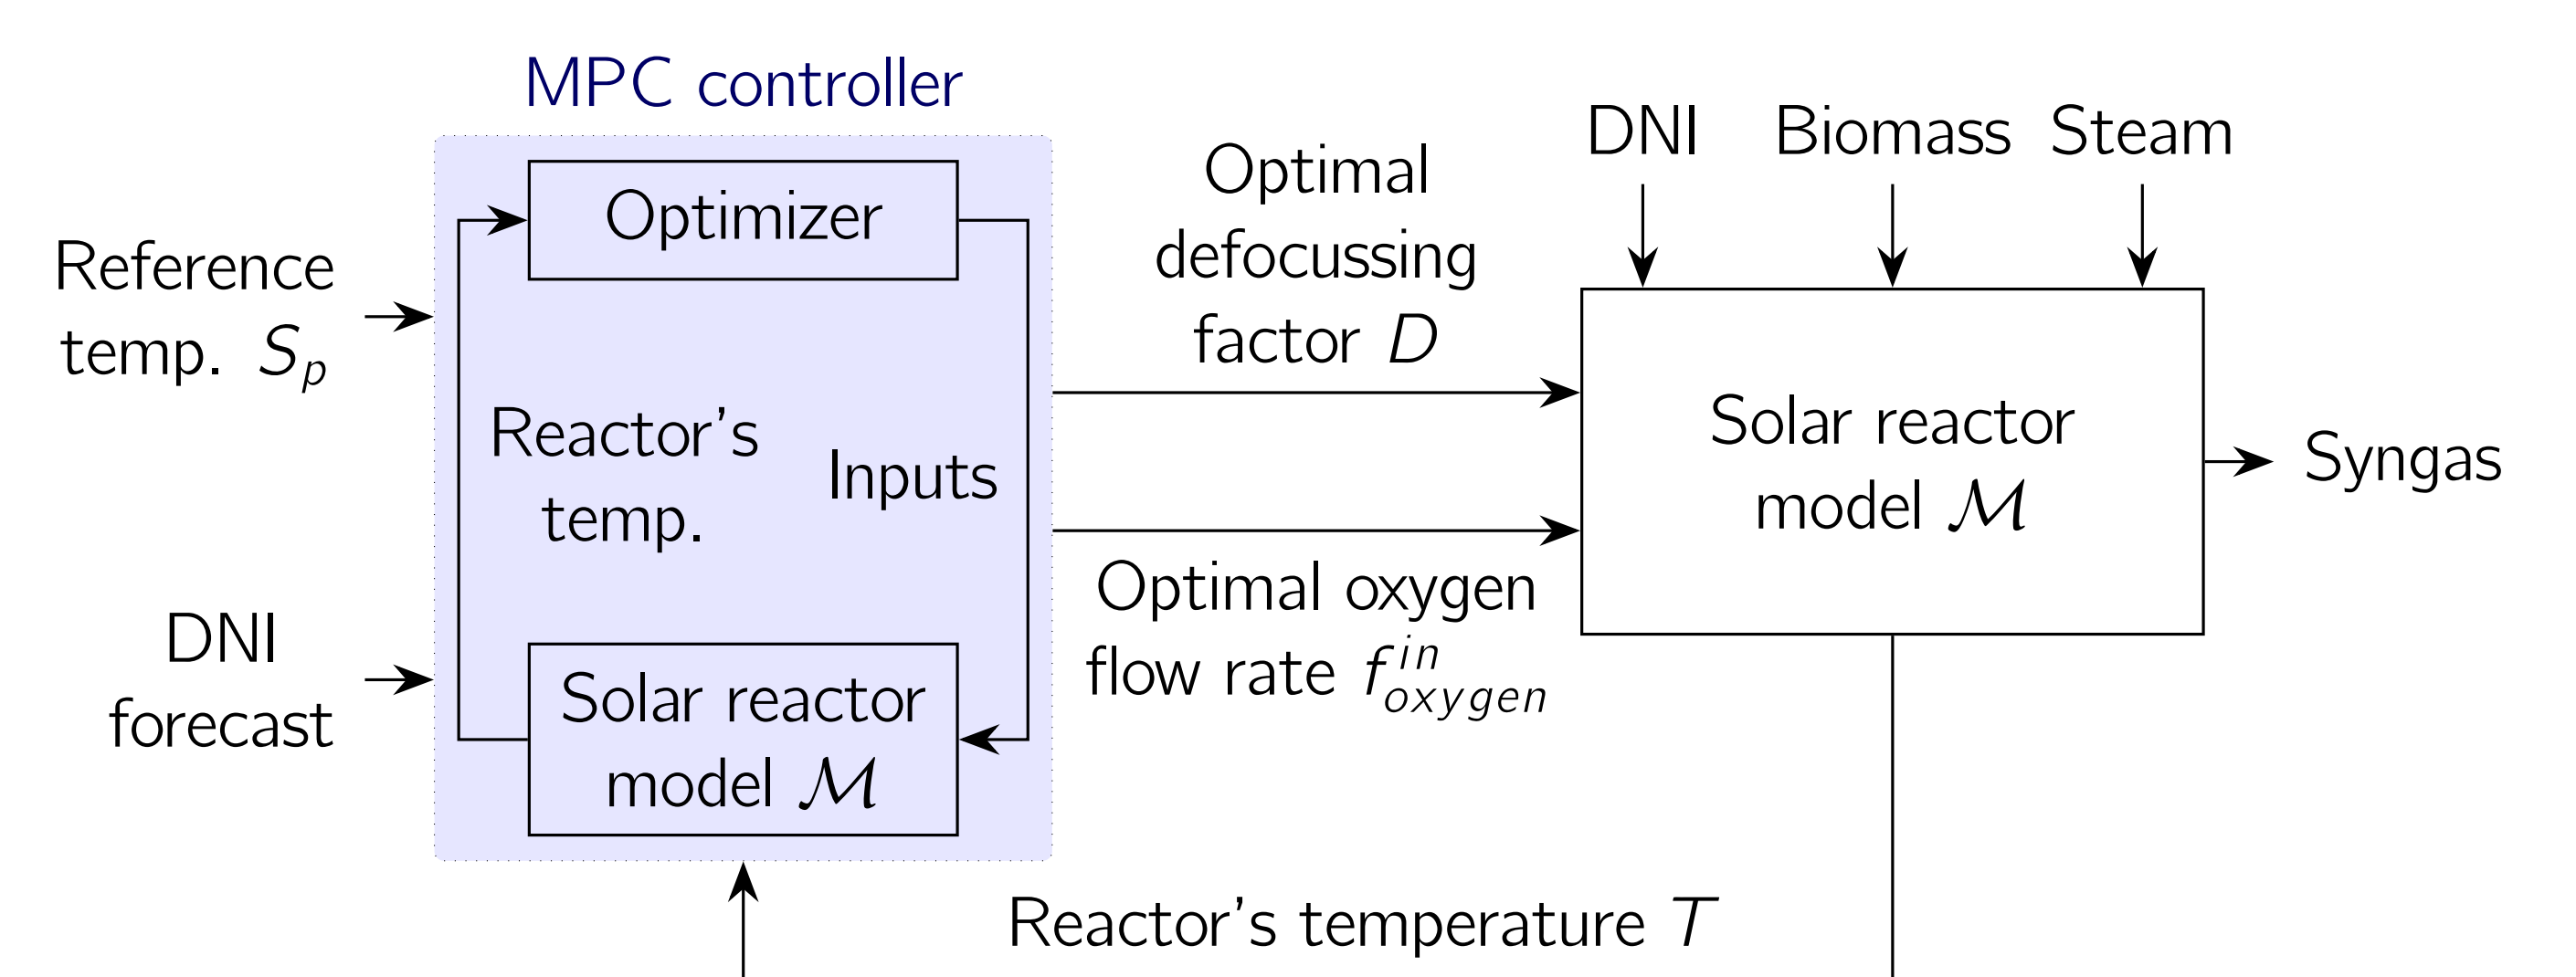 MPC controller
Optimizer
Reference
temp. Sₚ
Reactor's
temp.
Inputs
DNI
forecast
Solar reactor
model ℳ
Optimal
defocussing
factor D
Optimal oxygen
flow rate f^{in}_{oxygen}
DNI Biomass Steam
Solar reactor
model ℳ
Syngas
Reactor's temperature T